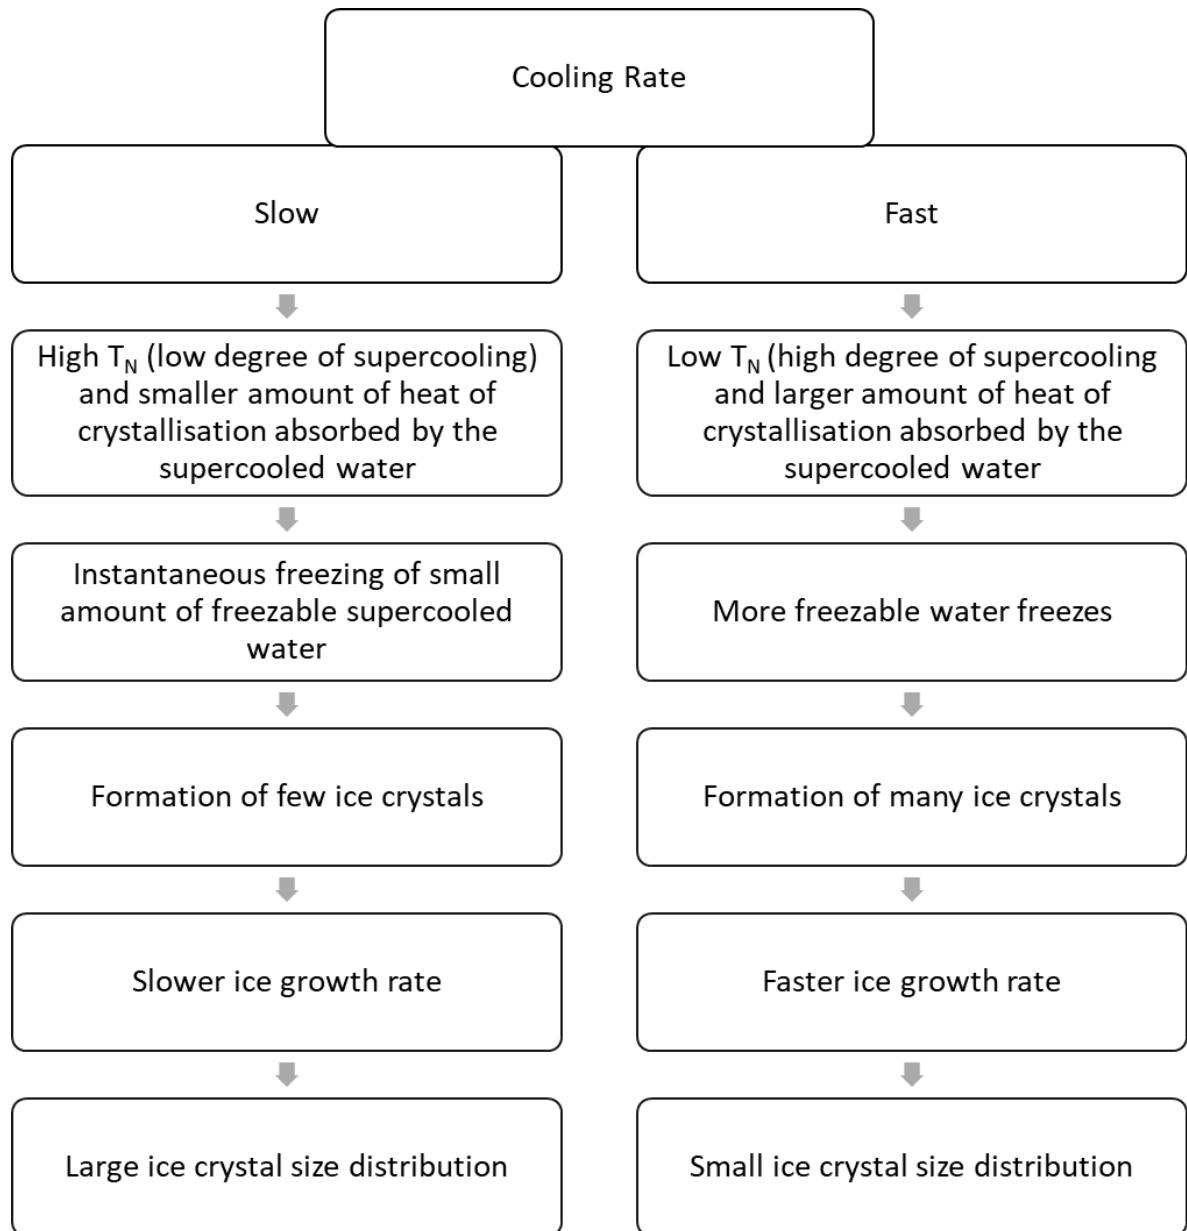 Cooling Rate
Slow
High T_N (low degree of supercooling)
and smaller amount of heat of
crystallisation absorbed by the
supercooled water
Instantaneous freezing of small
amount of freezable supercooled
water
Formation of few ice crystals
Slower ice growth rate
Large ice crystal size distribution
Fast
Low T_N (high degree of supercooling
and larger amount of heat of
crystallisation absorbed by the
supercooled water
More freezable water freezes
Formation of many ice crystals
Faster ice growth rate
Small ice crystal size distribution